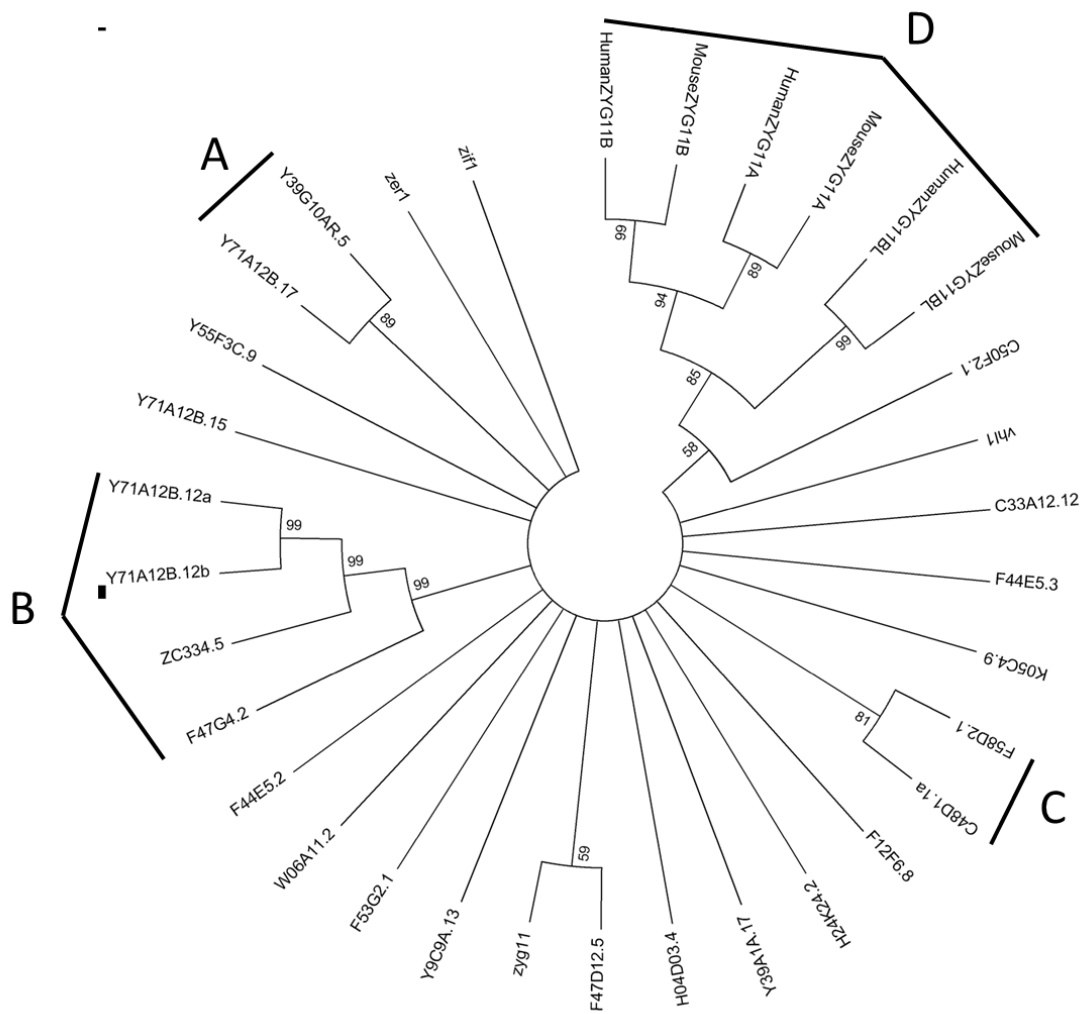 D
HumanZYG11B
MouseZYG11B
HumanZYG11A
MouseZYG11A
HumanZYG11BL
MouseZYG11BL
99
89
94
99
85
58
C50F2.1
vhl1
C33A12.12
F44E5.3
K05C4.9
F58D2.1
C48D1.1a
81
C
F12F6.8
H24K24.2
Y39A1A.17
H04D03.4
F47D12.5
zyg11
59
Y9C9A.13
F53G2.1
W06A11.2
F44E5.2
B
F47G4.2
ZC334.5
Y71A12B.12b
Y71A12B.12a
99
99
99
Y71A12B.15
Y55F3C.9
A
Y71A12B.17
Y39G10AR.5
89
zer1
zif1